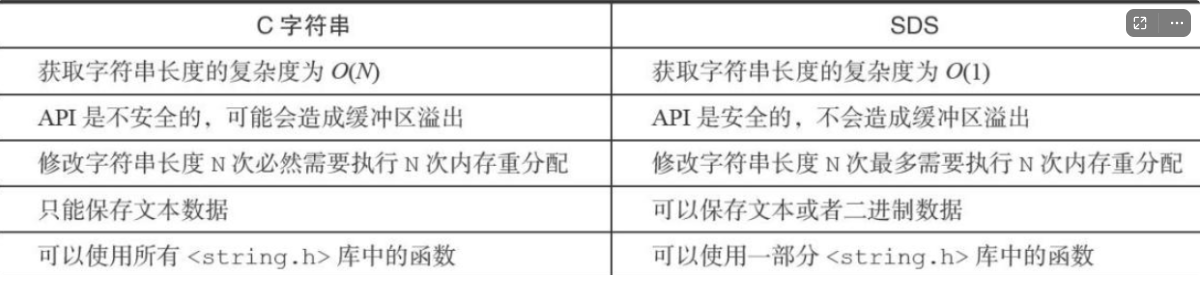 C 字符串 SDS
获取字符串长度的复杂度为 O(N) 获取字符串长度的复杂度为 O(1)
API 是不安全的，可能会造成缓冲区溢出 API 是安全的，不会造成缓冲区溢出
修改字符串长度 N 次必然需要执行 N 次内存重分配 修改字符串长度 N 次最多需要执行 N 次内存重分配
只能保存文本数据 可以保存文本或者二进制数据
可以使用所有 <string.h> 库中的函数 可以使用一部分 <string.h> 库中的函数